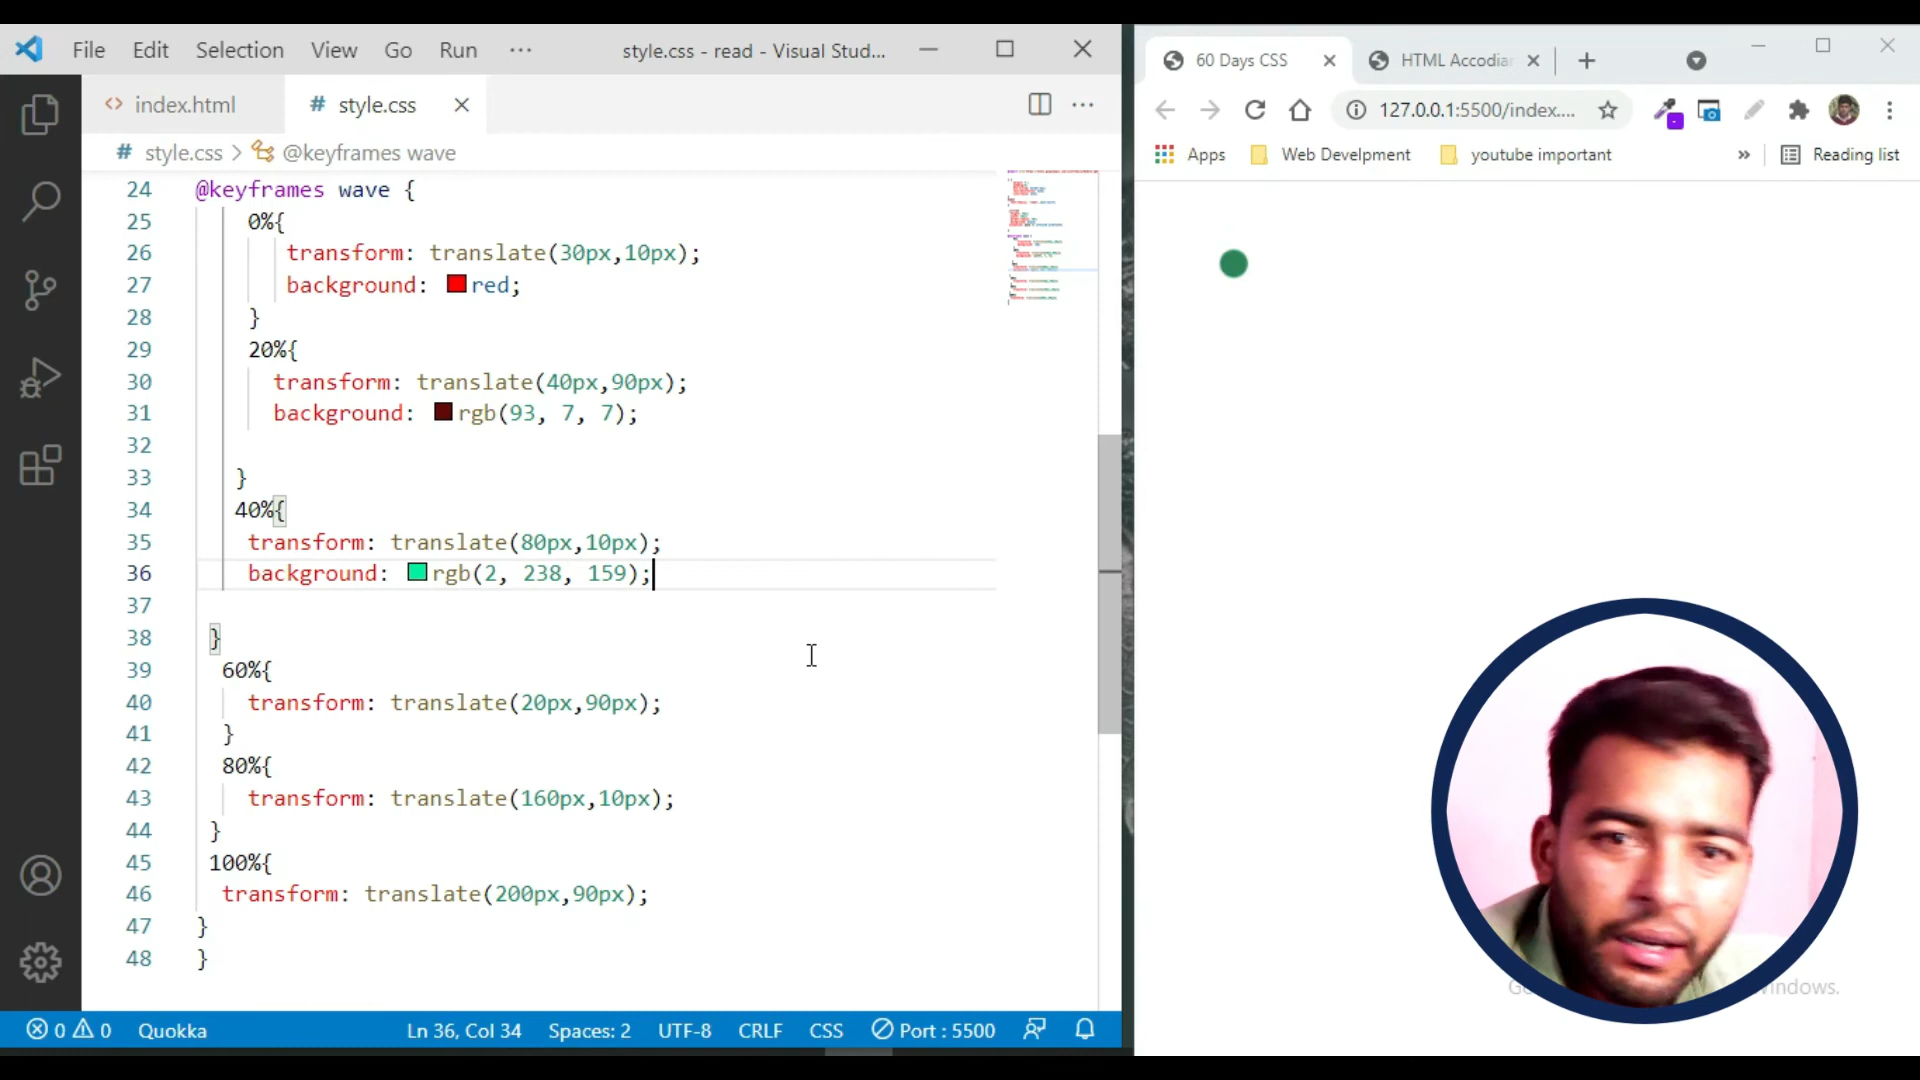 File Edit Selection View Go Run ··· style.css - read - Visual Stud...
index.html # style.css
# style.css > @keyframes wave
24 @keyframes wave {
25 0%{
26 transform: translate(30px,10px);
27 background: red;
28 }
29 20%{
30 transform: translate(40px,90px);
31 background: rgb(93, 7, 7);
32
33 }
34 40%{
35 transform: translate(80px,10px);
36 background: rgb(2, 238, 159);
37
38 }
39 60%{
40 transform: translate(20px,90px);
41 }
42 80%{
43 transform: translate(160px,10px);
44 }
45 100%{
46 transform: translate(200px,90px);
47 }
48 }
0 0 Quokka Ln 36, Col 34 Spaces: 2 UTF-8 CRLF CSS Port : 5500
60 Days CSS HTML Accodia
127.0.0.1:5500/index....
Apps Web Develpment youtube important » Reading list
indows.